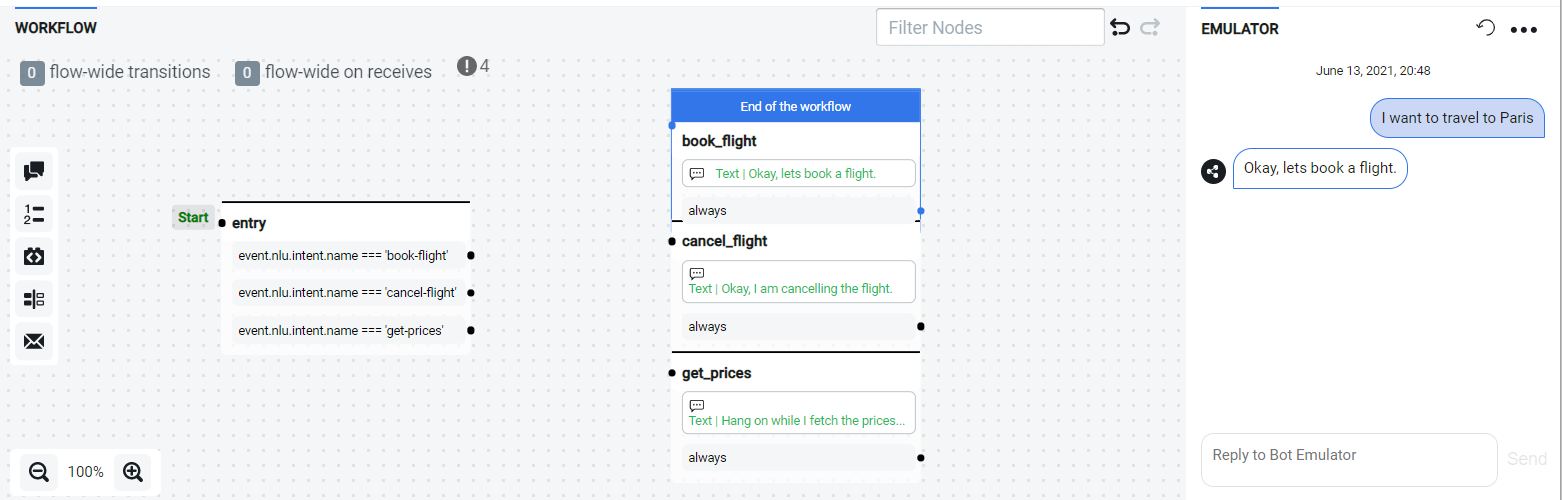 WORKFLOW
Filter Nodes
0 flow-wide transitions 0 flow-wide on receives ! 4
1
2
Start
entry
event.nlu.intent.name === 'book-flight'
event.nlu.intent.name === 'cancel-flight'
event.nlu.intent.name === 'get-prices'
End of the workflow
book_flight
Text | Okay, lets book a flight.
always
cancel_flight
Text | Okay, I am cancelling the flight.
always
get_prices
Text | Hang on while I fetch the prices...
always
100%
EMULATOR
June 13, 2021, 20:48
I want to travel to Paris
Okay, lets book a flight.
Reply to Bot Emulator
Send